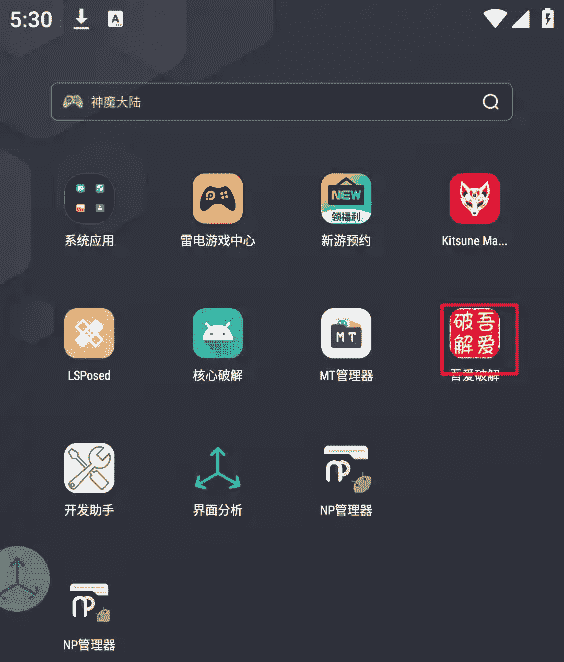 5:30
A
神魔大陆
系统应用
雷电游戏中心
NEW
领福利
新游预约
Kitsune Ma...
LSPosed
核心破解
MT
MT管理器
破吾
解爱
吾爱破解
开发助手
界面分析
NP
NP管理器
NP
NP管理器